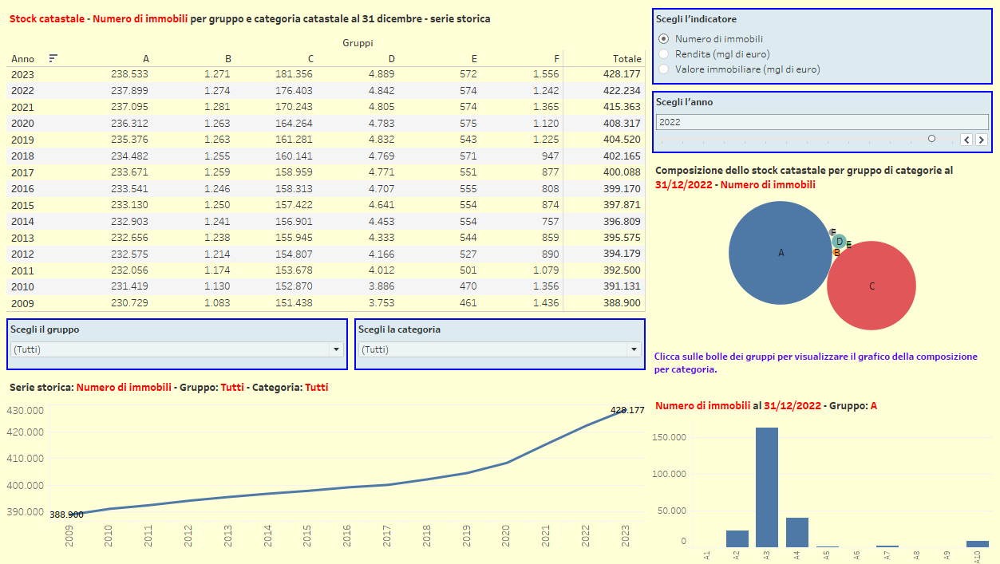 Stock catastale - Numero di immobili per gruppo e categoria catastale al 31 dicembre - serie storica
Gruppi
Anno A B C D E F Totale
2023 238.533 1.271 181.356 4.889 572 1.556 428.177
2022 237.899 1.274 176.403 4.842 574 1.242 422.234
2021 237.095 1.281 170.243 4.805 574 1.365 415.363
2020 236.312 1.263 164.264 4.783 575 1.120 408.317
2019 235.376 1.263 161.281 4.832 543 1.225 404.520
2018 234.482 1.255 160.141 4.769 571 947 402.165
2017 233.671 1.259 158.959 4.771 551 877 400.088
2016 233.541 1.246 158.313 4.707 555 808 399.170
2015 233.130 1.250 157.422 4.641 554 874 397.871
2014 232.903 1.241 156.901 4.453 554 757 396.809
2013 232.656 1.238 155.945 4.333 544 859 395.575
2012 232.575 1.214 154.807 4.166 527 890 394.179
2011 232.056 1.174 153.678 4.012 501 1.079 392.500
2010 231.419 1.130 152.870 3.886 470 1.356 391.131
2009 230.729 1.083 151.438 3.753 461 1.436 388.900
Scegli il gruppo
(Tutti)
Scegli la categoria
(Tutti)
Serie storica: Numero di immobili - Gruppo: Tutti - Categoria: Tutti
430.000
420.000
410.000
400.000
390.000
388.900
428.177
2009 2010 2011 2012 2013 2014 2015 2016 2017 2018 2019 2020 2021 2022 2023
Scegli l'indicatore
Numero di immobili
Rendita (mgl di euro)
Valore immobiliare (mgl di euro)
Scegli l'anno
2022
Composizione dello stock catastale per gruppo di categorie al
31/12/2022 - Numero di immobili
F
D
E
A
B
C
Clicca sulle bolle dei gruppi per visualizzare il grafico della composizione
per categoria.
Numero di immobili al 31/12/2022 - Gruppo: A
150.000
100.000
50.000
0
A1 A2 A3 A4 A5 A6 A7 A8 A9 A10